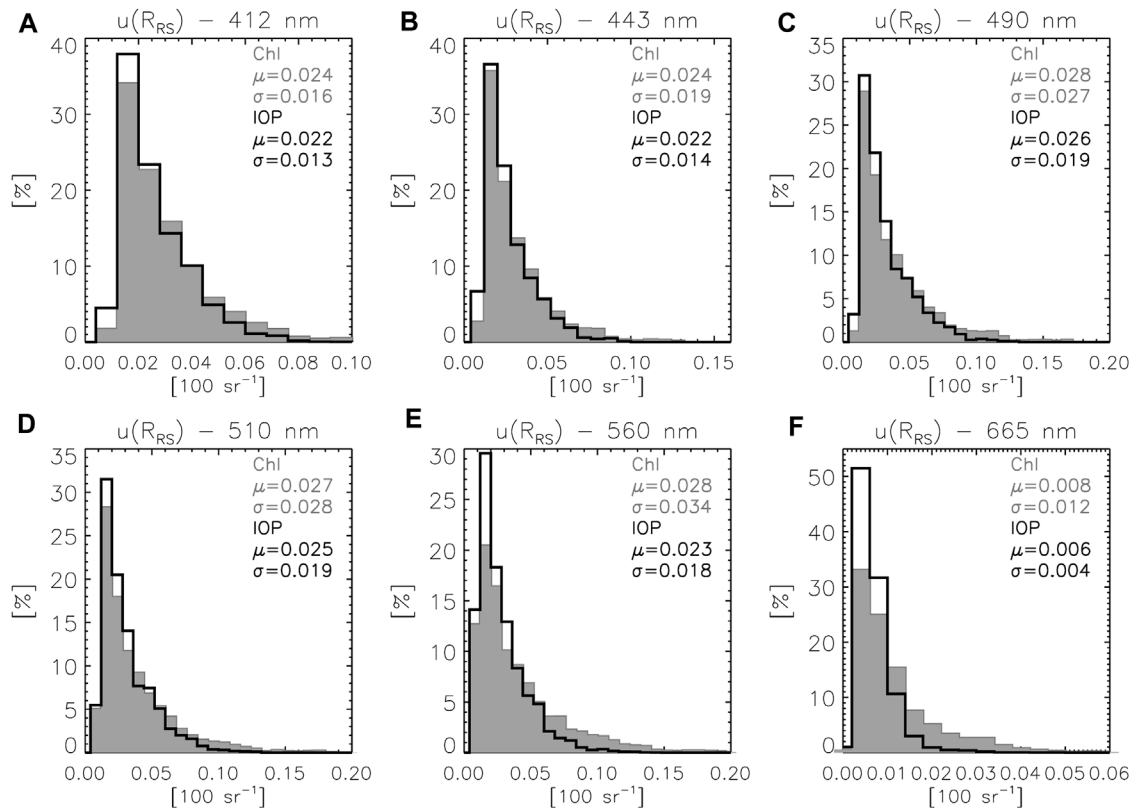 A
u(R_RS) – 412 nm
40
30
20
10
0
[%]
Chl
μ=0.024
σ=0.016
IOP
μ=0.022
σ=0.013
0.00 0.02 0.04 0.06 0.08 0.10
[100 sr⁻¹]
B
u(R_RS) – 443 nm
40
30
20
10
0
[%]
Chl
μ=0.024
σ=0.019
IOP
μ=0.022
σ=0.014
0.00 0.05 0.10 0.15
[100 sr⁻¹]
C
u(R_RS) – 490 nm
35
30
25
20
15
10
5
0
[%]
Chl
μ=0.028
σ=0.027
IOP
μ=0.026
σ=0.019
0.00 0.05 0.10 0.15 0.20
[100 sr⁻¹]
D
u(R_RS) – 510 nm
35
30
25
20
15
10
5
0
[%]
Chl
μ=0.027
σ=0.028
IOP
μ=0.025
σ=0.019
0.00 0.05 0.10 0.15 0.20
[100 sr⁻¹]
E
u(R_RS) – 560 nm
30
25
20
15
10
5
0
[%]
Chl
μ=0.028
σ=0.034
IOP
μ=0.023
σ=0.018
0.00 0.05 0.10 0.15 0.20
[100 sr⁻¹]
F
u(R_RS) – 665 nm
50
40
30
20
10
0
[%]
Chl
μ=0.008
σ=0.012
IOP
μ=0.006
σ=0.004
0.00 0.01 0.02 0.03 0.04 0.05 0.06
[100 sr⁻¹]